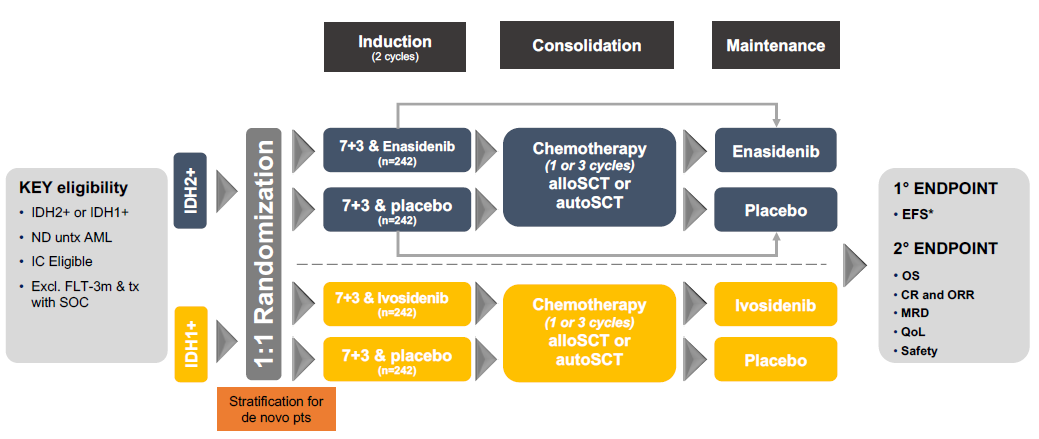 Induction
(2 cycles)
Consolidation
Maintenance
KEY eligibility
• IDH2+ or IDH1+
• ND untx AML
• IC Eligible
• Excl. FLT-3m & tx
with SOC
IDH2+
IDH1+
1:1 Randomization
Stratification for
de novo pts
7+3 & Enasidenib
(n=242)
7+3 & placebo
(n=242)
Chemotherapy
(1 or 3 cycles)
alloSCT or
autoSCT
Enasidenib
Placebo
7+3 & Ivosidenib
(n=242)
7+3 & placebo
(n=242)
Chemotherapy
(1 or 3 cycles)
alloSCT or
autoSCT
Ivosidenib
Placebo
1° ENDPOINT
• EFS*
2° ENDPOINT
• OS
• CR and ORR
• MRD
• QoL
• Safety